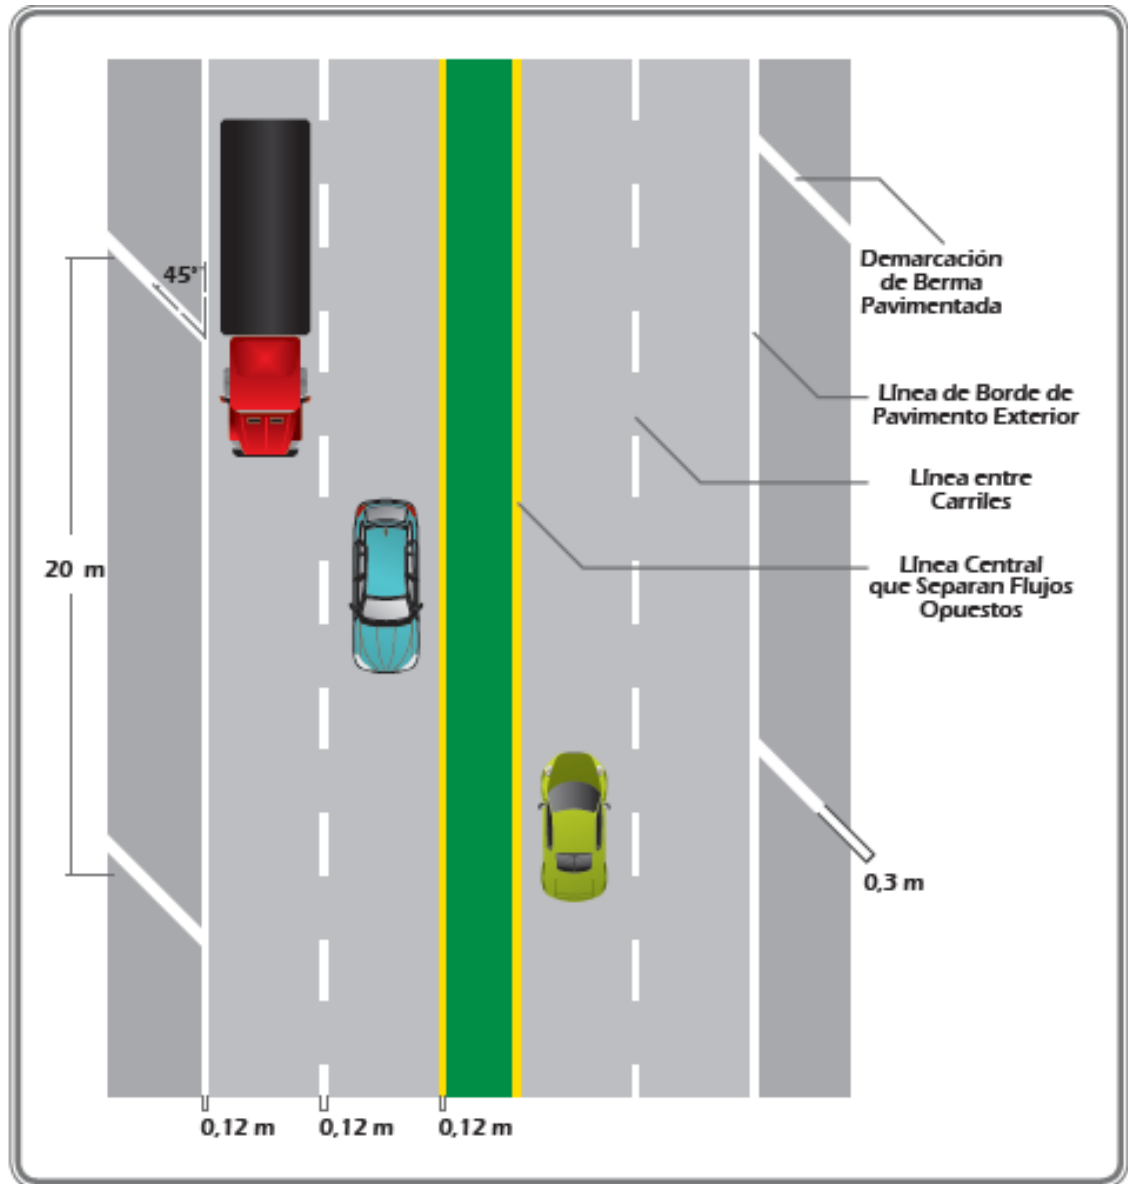 45°
Demarcación
de Berma
Pavimentada
Línea de Borde de
Pavimento Exterior
Línea entre
Carriles
20 m
Línea Central
que Separan Flujos
Opuestos
0,3 m
0,12 m
0,12 m
0,12 m